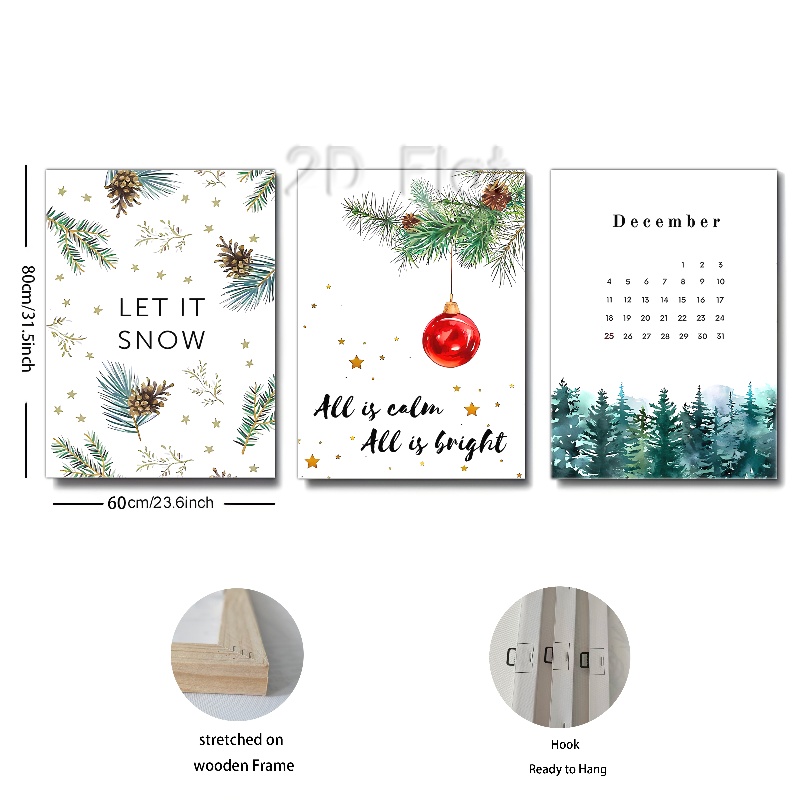 2D Flat
80cm/31.5inch
LET IT
SNOW
All is calm
All is bright
December
1 2 3
4 5 6 7 8 9 10
11 12 13 14 15 16 17
18 19 20 21 22 23 24
25 26 27 28 29 30 31
60cm/23.6inch
stretched on
wooden Frame
Hook
Ready to Hang